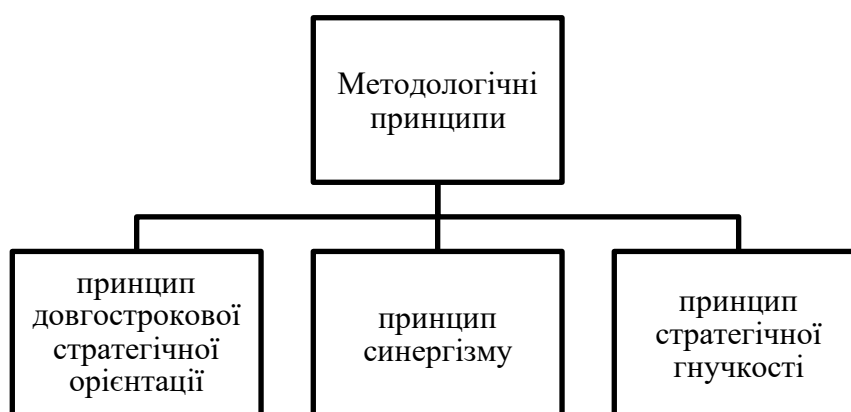 Методологічні
принципи
принцип
довгострокової
стратегічної
орієнтації
принцип
синергізму
принцип
стратегічної
гнучкості